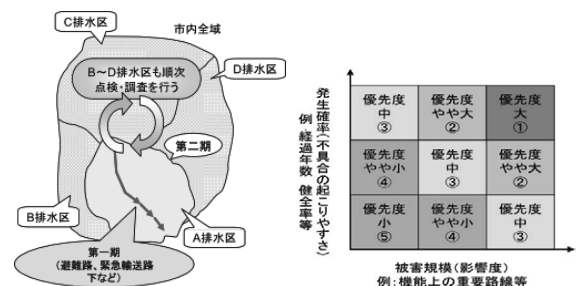 C排水区
市内全域
D排水区
B～D排水区も順次
点検・調査を行う
第二期
B排水区
A排水区
第一期
(避難路、緊急輸送路
下など)
発生確率(不具合の起こりやすさ)
例:経過年数 健全率等
優先度
中
③
優先度
やや大
②
優先度
大
①
優先度
やや小
④
優先度
中
③
優先度
やや大
②
優先度
小
⑤
優先度
やや小
④
優先度
中
③
被害規模(影響度)
例:機能上の重要路線等